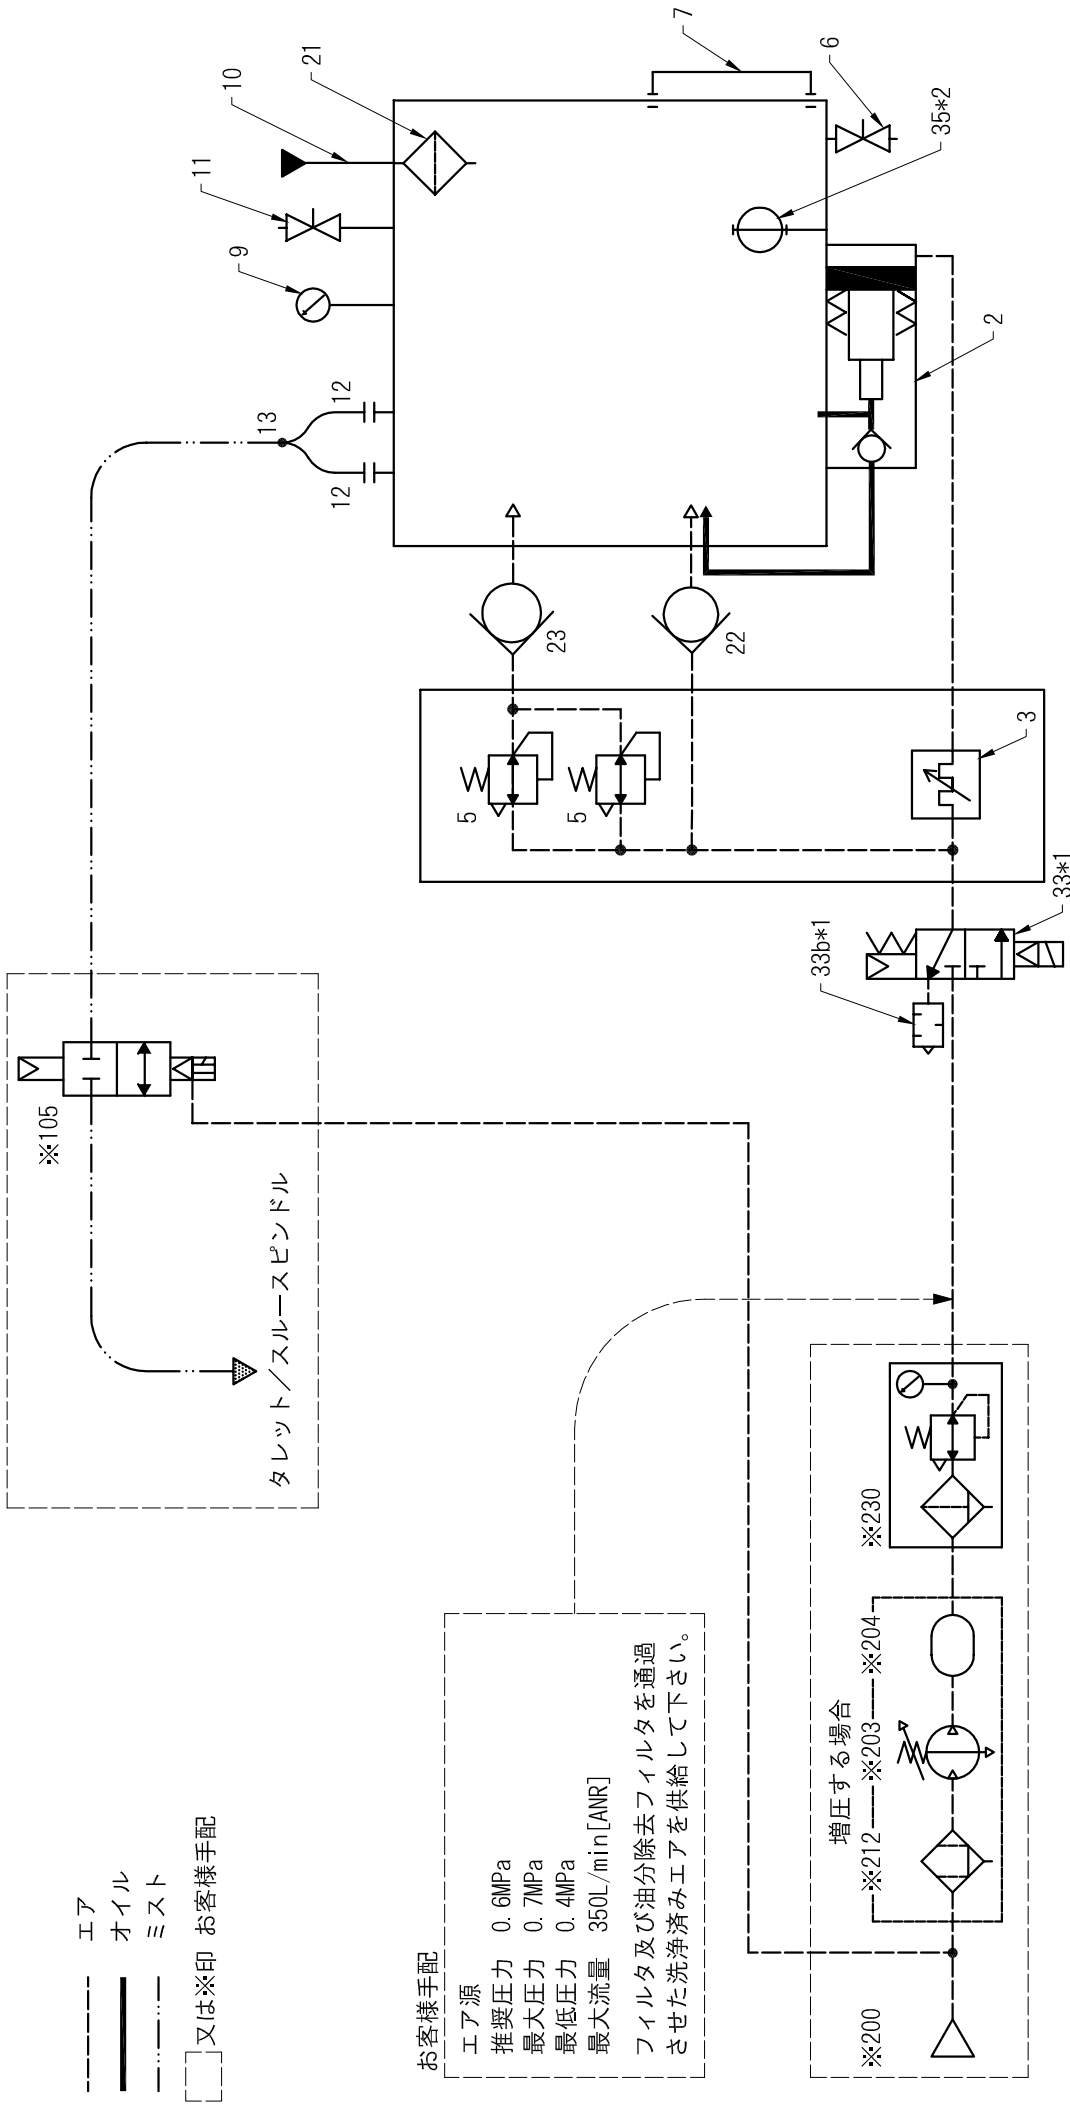 エア
オイル
ミスト
又は※印 お客様手配
お客様手配
エア源
推奨圧力 0.6MPa
最大圧力 0.7MPa
最低圧力 0.4MPa
最大流量 350L/min[ANR]
フィルタ及び油分除去フィルタを通過
させた洗浄済みエアを供給して下さい。
※105
タレット/スルースピンドル
増圧する場合
※200
※212
※203
※204
※230
33b*1
33*1
5
5
3
23
22
12
12
13
9
11
10
21
7
6
35*2
2